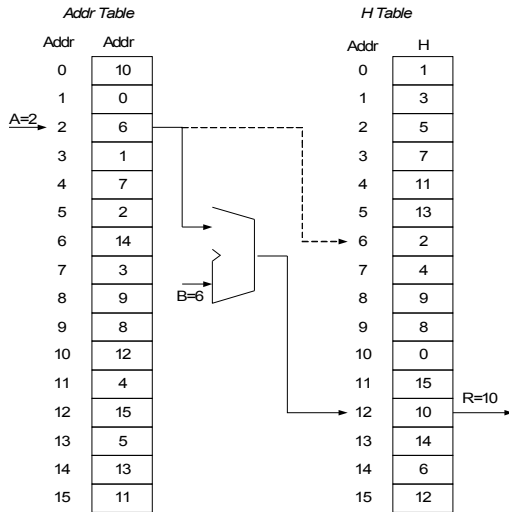 Addr Table H Table
Addr Addr Addr H
0 10 0 1
1 0 1 3
A=2 2 6 2 5
3 1 3 7
4 7 4 11
5 2 5 13
6 14 6 2
7 3 7 4
B=6
8 9 8 9
9 8 9 8
10 12 10 0
11 4 11 15
12 15 12 10 R=10
13 5 13 14
14 13 14 6
15 11 15 12